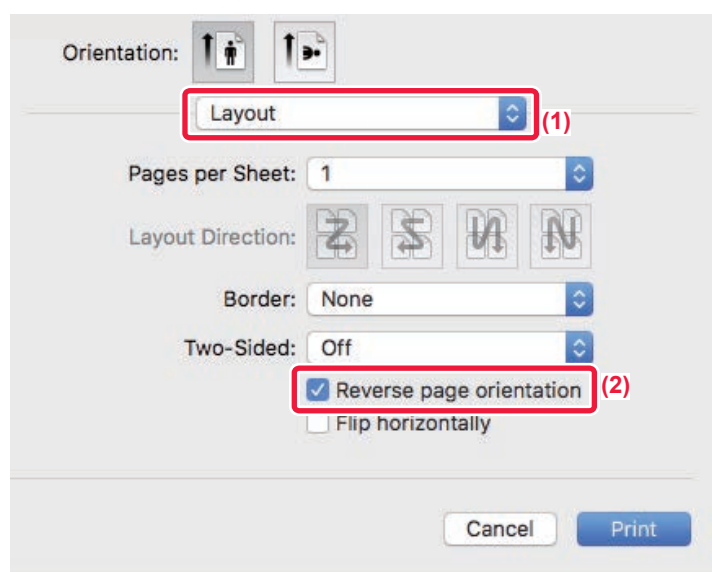 Orientation:
Layout
(1)
Pages per Sheet: 1
Layout Direction:
Border: None
Two-Sided: Off
Reverse page orientation
(2)
Flip horizontally
Cancel Print